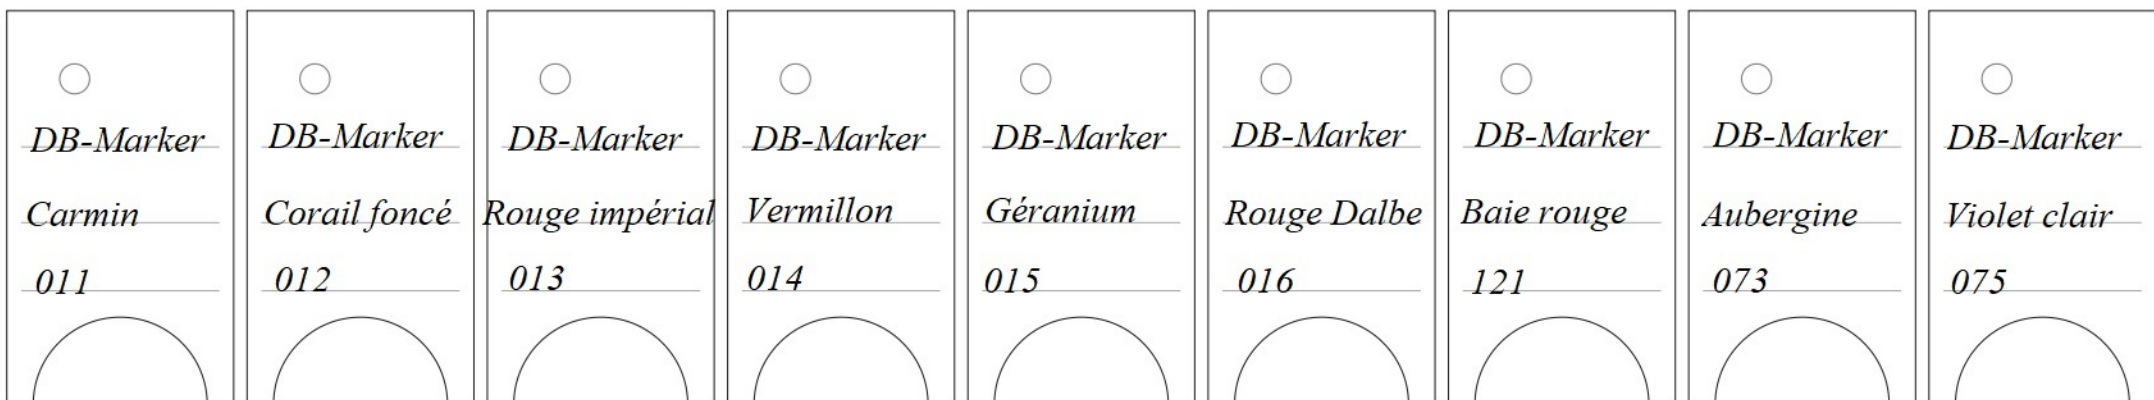 DB-Marker
Carmin
011
DB-Marker
Corail foncé
012
DB-Marker
Rouge impérial
013
DB-Marker
Vermillon
014
DB-Marker
Géranium
015
DB-Marker
Rouge Dalbe
016
DB-Marker
Baie rouge
121
DB-Marker
Aubergine
073
DB-Marker
Violet clair
075